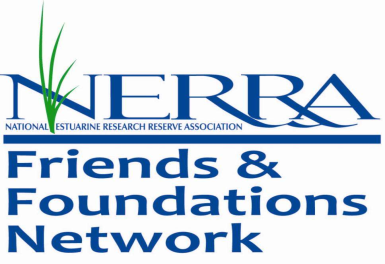 NERRA
NATIONAL ESTUARINE RESEARCH RESERVE ASSOCIATION
Friends &
Foundations
Network